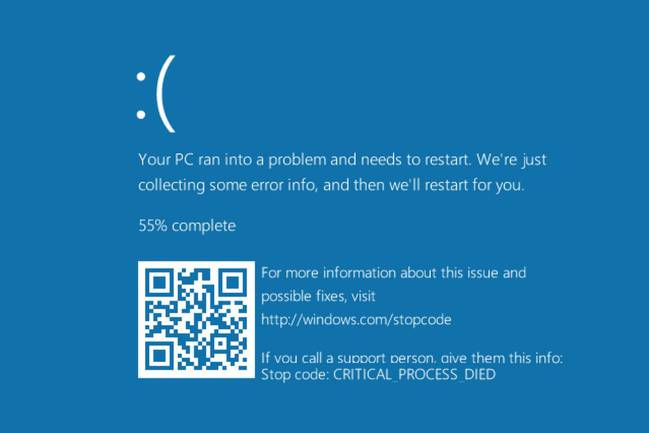 :(
Your PC ran into a problem and needs to restart. We're just
collecting some error info, and then we'll restart for you.
55% complete
For more information about this issue and
possible fixes, visit
http://windows.com/stopcode
If you call a support person, give them this info:
Stop code: CRITICAL_PROCESS_DIED